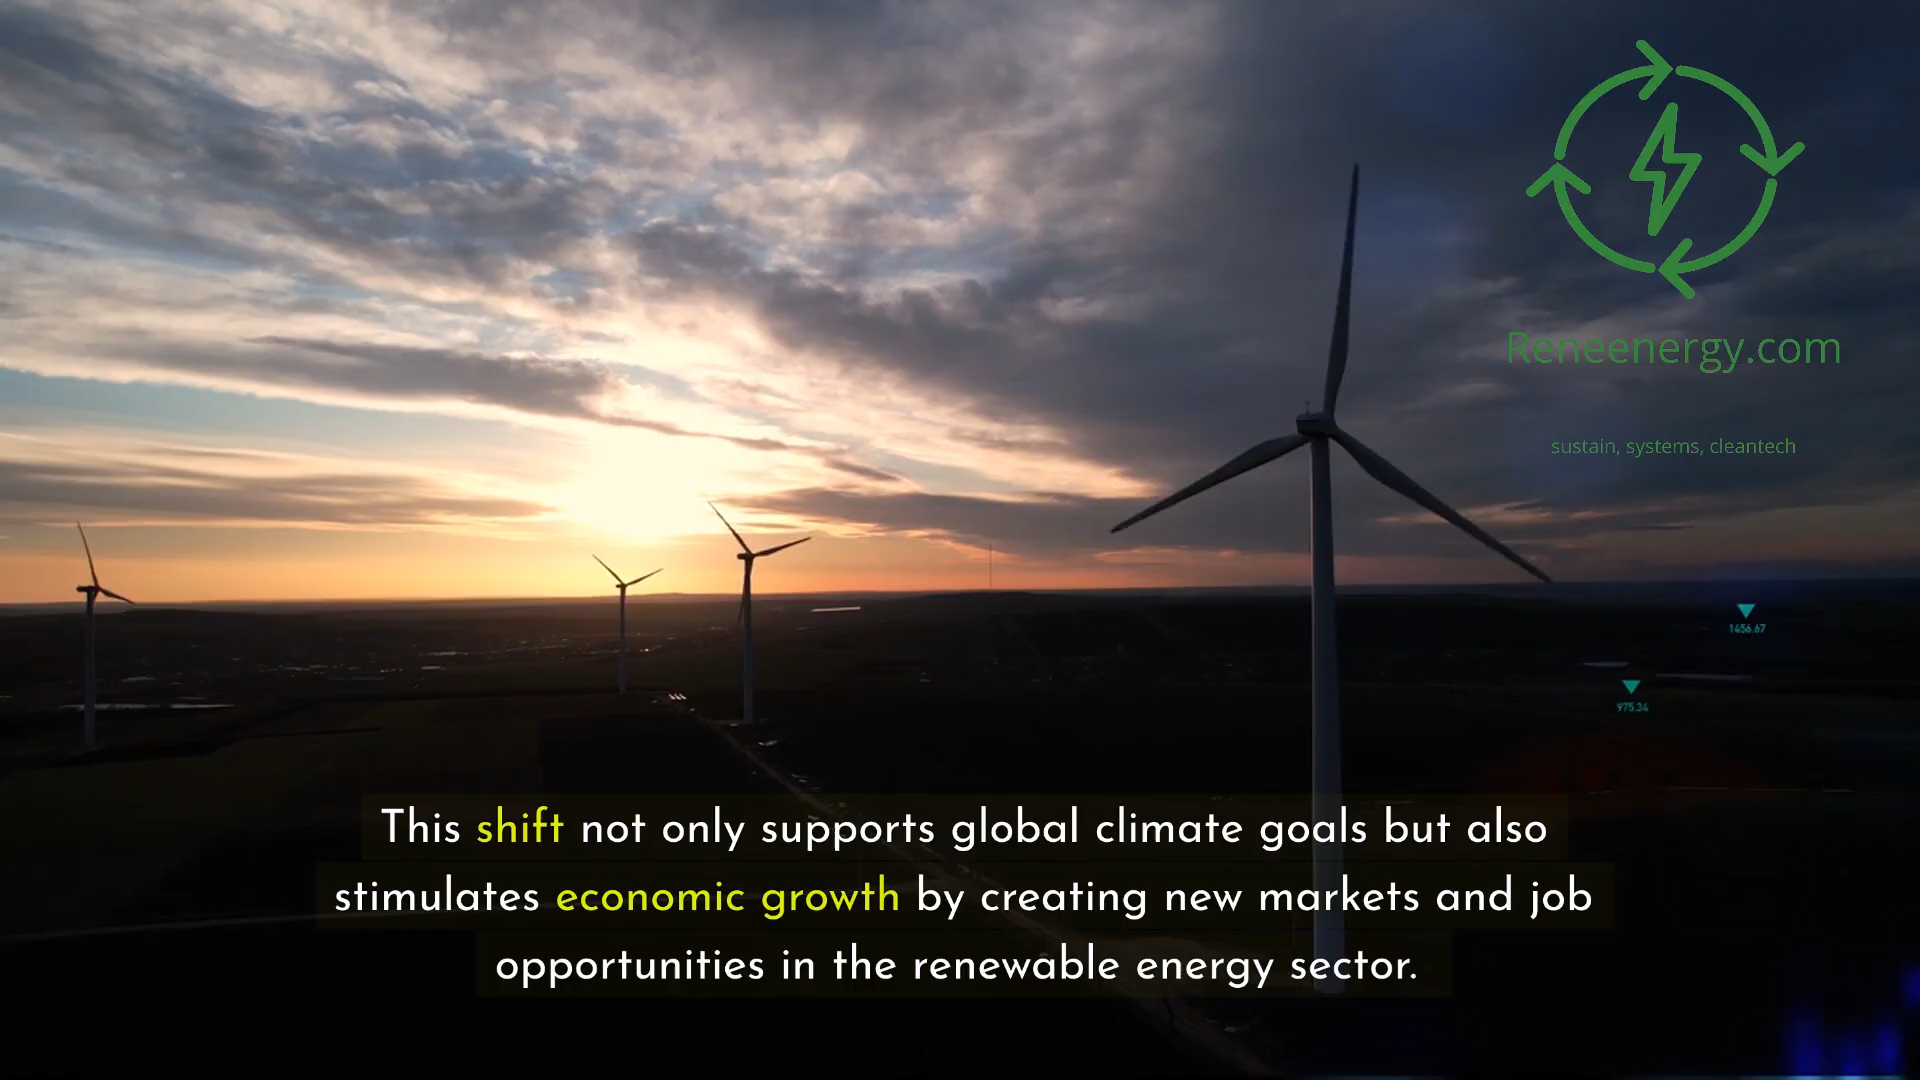 Reneenergy.com
sustain, systems, cleantech
1456.67
975.34
This shift not only supports global climate goals but also
stimulates economic growth by creating new markets and job
opportunities in the renewable energy sector.